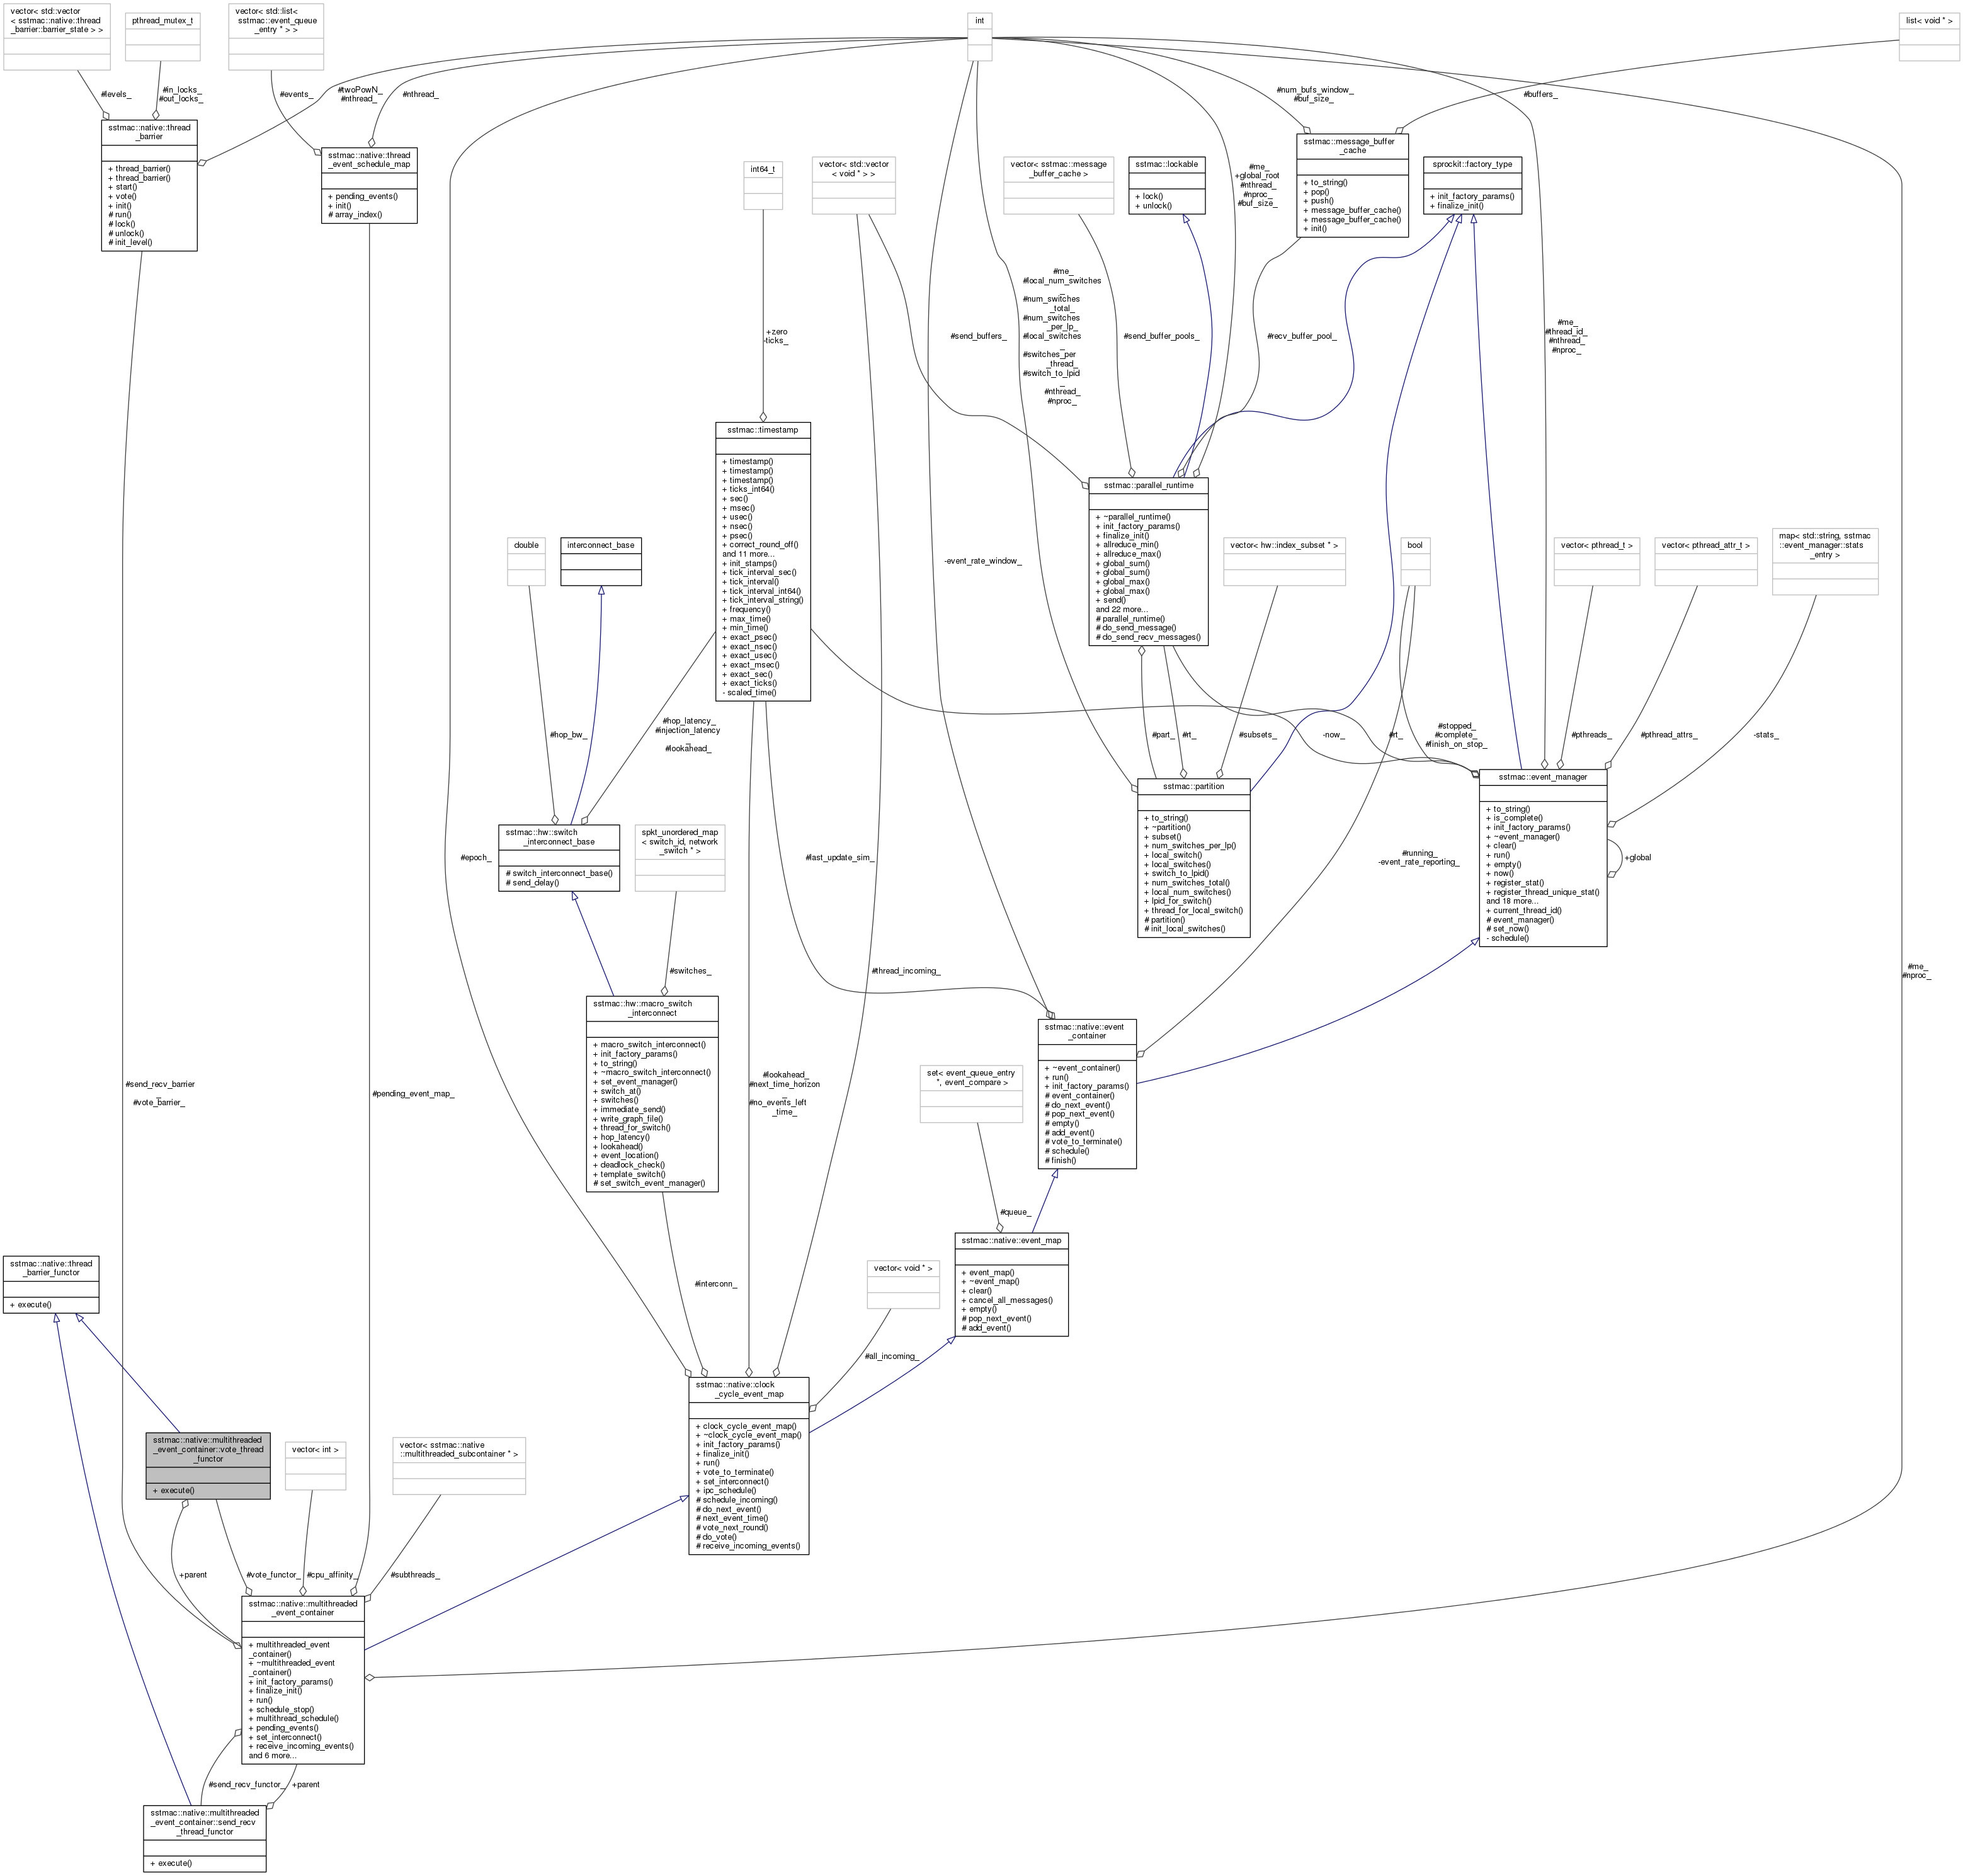 vector< std::vector
< sstmac::native::thread
_barrier::barrier_state > >
pthread_mutex_t
vector< std::list<
sstmac::event_queue
_entry * > >
int
list< void * >
#levels_
#in_locks_
#out_locks_
#events_
#twoPowN_
#nthread_
#nthread_
#num_bufs_window_
#buf_size_
#buffers_
sstmac::native::thread
_barrier
+ thread_barrier()
+ thread_barrier()
+ start()
+ vote()
+ init()
# run()
# lock()
# unlock()
# init_level()
sstmac::native::thread
_event_schedule_map
+ pending_events()
+ init()
# array_index()
int64_t
vector< std::vector
< void * > >
vector< sstmac::message
_buffer_cache >
sstmac::lockable
+ lock()
+ unlock()
#me_
+global_root
#nthread_
#nproc_
#buf_size_
sstmac::message_buffer
_cache
+ to_string()
+ pop()
+ push()
+ message_buffer_cache()
+ message_buffer_cache()
+ init()
sprockit::factory_type
+ init_factory_params()
+ finalize_init()
+zero
-ticks_
#send_buffers_
#me_
#local_num_switches
_
#num_switches
_total_
#num_switches
_per_lp_
#local_switches
_
#switches_per
_thread_
#switch_to_lpid
_
#nthread_
#nproc_
#send_buffer_pools_
#recv_buffer_pool_
#me_
#thread_id_
#nthread_
#nproc_
sstmac::timestamp
+ timestamp()
+ timestamp()
+ timestamp()
+ ticks_int64()
+ sec()
+ msec()
+ usec()
+ nsec()
+ psec()
+ correct_round_off()
and 11 more...
+ init_stamps()
+ tick_interval_sec()
+ tick_interval()
+ tick_interval_int64()
+ tick_interval_string()
+ frequency()
+ max_time()
+ min_time()
+ exact_psec()
+ exact_nsec()
+ exact_usec()
+ exact_msec()
+ exact_sec()
+ exact_ticks()
- scaled_time()
sstmac::parallel_runtime
+ ~parallel_runtime()
+ init_factory_params()
+ finalize_init()
+ allreduce_min()
+ allreduce_max()
+ global_sum()
+ global_sum()
+ global_max()
+ global_max()
+ send()
and 22 more...
# parallel_runtime()
# do_send_message()
# do_send_recv_messages()
double
interconnect_base
-event_rate_window_
vector< hw::index_subset * >
bool
vector< pthread_t >
vector< pthread_attr_t >
map< std::string, sstmac
::event_manager::stats
_entry >
#hop_bw_
#hop_latency_
#injection_latency
_
#lookahead_
#part_
#rt_
#subsets_
-now_
#rt_
#stopped_
#complete_
#finish_on_stop_
#pthreads_
#pthread_attrs_
-stats_
sstmac::hw::switch
_interconnect_base
# switch_interconnect_base()
# send_delay()
spkt_unordered_map
< switch_id, network
_switch * >
#epoch_
#last_update_sim_
sstmac::partition
+ to_string()
+ ~partition()
+ subset()
+ num_switches_per_lp()
+ local_switch()
+ local_switches()
+ switch_to_lpid()
+ num_switches_total()
+ local_num_switches()
+ lpid_for_switch()
+ thread_for_local_switch()
# partition()
# init_local_switches()
#running_
-event_rate_reporting_
sstmac::event_manager
+ to_string()
+ is_complete()
+ init_factory_params()
+ ~event_manager()
+ clear()
+ run()
+ empty()
+ now()
+ register_stat()
+ register_thread_unique_stat()
and 18 more...
+ current_thread_id()
# event_manager()
# set_now()
- schedule()
+global
#switches_
#thread_incoming_
#me_
#nproc_
sstmac::hw::macro_switch
_interconnect
+ macro_switch_interconnect()
+ init_factory_params()
+ to_string()
+ ~macro_switch_interconnect()
+ set_event_manager()
+ switch_at()
+ switches()
+ immediate_send()
+ write_graph_file()
+ thread_for_switch()
+ hop_latency()
+ lookahead()
+ event_location()
+ deadlock_check()
+ template_switch()
# set_switch_event_manager()
#send_recv_barrier
_
#vote_barrier_
#pending_event_map_
#lookahead_
#next_time_horizon
_
#no_events_left
_time_
set< event_queue_entry
*, event_compare >
sstmac::native::event
_container
+ ~event_container()
+ run()
+ init_factory_params()
# event_container()
# do_next_event()
# pop_next_event()
# empty()
# add_event()
# vote_to_terminate()
# schedule()
# finish()
#queue_
sstmac::native::event_map
+ event_map()
+ ~event_map()
+ clear()
+ cancel_all_messages()
+ empty()
# pop_next_event()
# add_event()
sstmac::native::thread
_barrier_functor
+ execute()
#interconn_
vector< void * >
#all_incoming_
sstmac::native::clock
_cycle_event_map
+ clock_cycle_event_map()
+ ~clock_cycle_event_map()
+ init_factory_params()
+ finalize_init()
+ run()
+ vote_to_terminate()
+ set_interconnect()
+ ipc_schedule()
# schedule_incoming()
# do_next_event()
# next_event_time()
# vote_next_round()
# do_vote()
# receive_incoming_events()
sstmac::native::multithreaded
_event_container::vote_thread
_functor
+ execute()
vector< int >
vector< sstmac::native
::multithreaded_subcontainer * >
+parent
#vote_functor_
#cpu_affinity_
#subthreads_
sstmac::native::multithreaded
_event_container
+ multithreaded_event
_container()
+ ~multithreaded_event
_container()
+ init_factory_params()
+ finalize_init()
+ run()
+ schedule_stop()
+ multithread_schedule()
+ pending_events()
+ set_interconnect()
+ receive_incoming_events()
and 6 more...
#send_recv_functor_
+parent
sstmac::native::multithreaded
_event_container::send_recv
_thread_functor
+ execute()